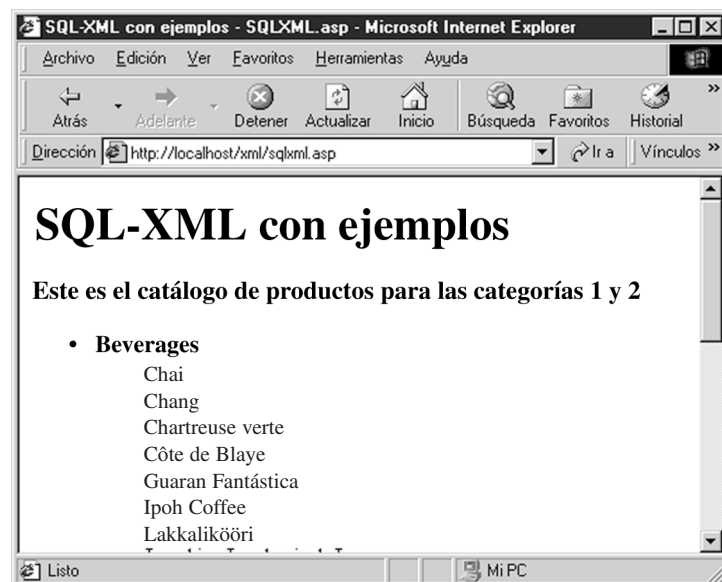 SQL-XML con ejemplos - SQLXML.asp - Microsoft Internet Explorer
Archivo Edición Ver Favoritos Herramientas Ayuda
Atrás Adelante Detener Actualizar Inicio Búsqueda Favoritos Historial »
Dirección http://localhost/xml/sqlxml.asp Ir a Vínculos »
SQL-XML con ejemplos
Este es el catálogo de productos para las categorías 1 y 2
• Beverages
Chai
Chang
Chartreuse verte
Côte de Blaye
Guaran Fantástica
Ipoh Coffee
Lakkalikööri
Listo Mi PC